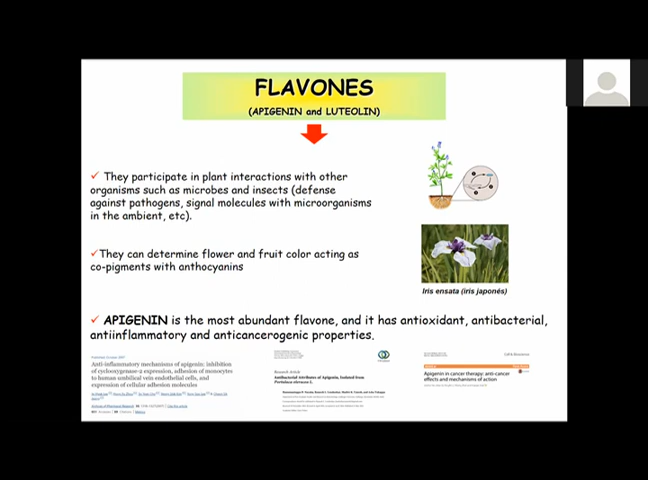 FLAVONES
(APIGENIN and LUTEOLIN)
They participate in plant interactions with other
organisms such as microbes and insects (defense
against pathogens, signal molecules with microorganisms
in the ambient, etc).
They can determine flower and fruit color acting as
co-pigments with anthocyanins
Iris ensata (iris japonés)
APIGENIN is the most abundant flavone, and it has antioxidant, antibacterial,
antiinflammatory and anticancerogenic properties.
Anti-inflammatory mechanisms of apigenin: inhibition
of cyclooxygenase-2 expression, adhesion of monocytes
to human umbilical vein endothelial cells, and
expression of cellular adhesion molecules
Research Article
Antibacterial Attributes of Apigenin, Isolated from
Portulaca oleracea L.
Apigenin in cancer therapy: anti-cancer
effects and mechanisms of action